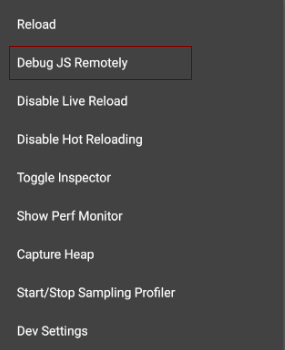 Reload
Debug JS Remotely
Disable Live Reload
Disable Hot Reloading
Toggle Inspector
Show Perf Monitor
Capture Heap
Start/Stop Sampling Profiler
Dev Settings